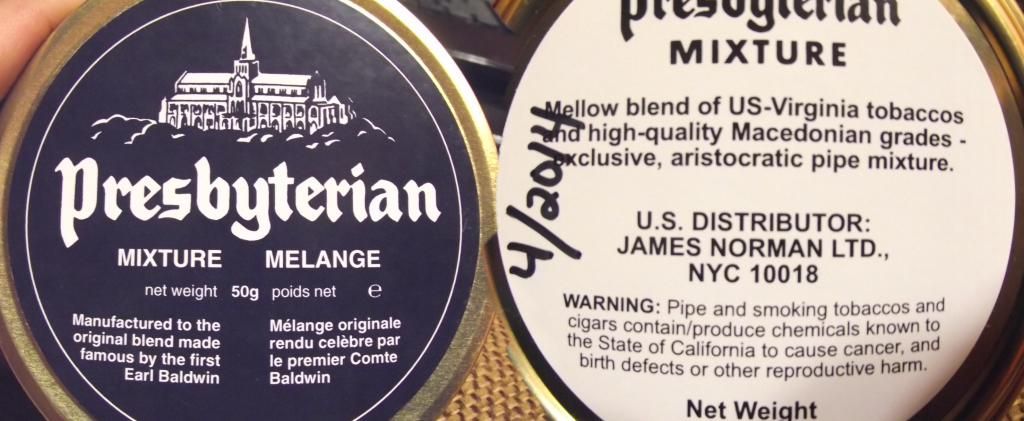 Presbyterian
MIXTURE MELANGE
net weight 50g poids net e
Manufactured to the
original blend made
famous by the first
Earl Baldwin
Mélange originale
rendu celèbre par
le premier Comte
Baldwin
Presbyterian
MIXTURE
Mellow blend of US-Virginia tobaccos
and high-quality Macedonian grades -
exclusive, aristocratic pipe mixture.
4/2014
U.S. DISTRIBUTOR:
JAMES NORMAN LTD.,
NYC 10018
WARNING: Pipe and smoking tobaccos and
cigars contain/produce chemicals known to
the State of California to cause cancer, and
birth defects or other reproductive harm.
Net Weight